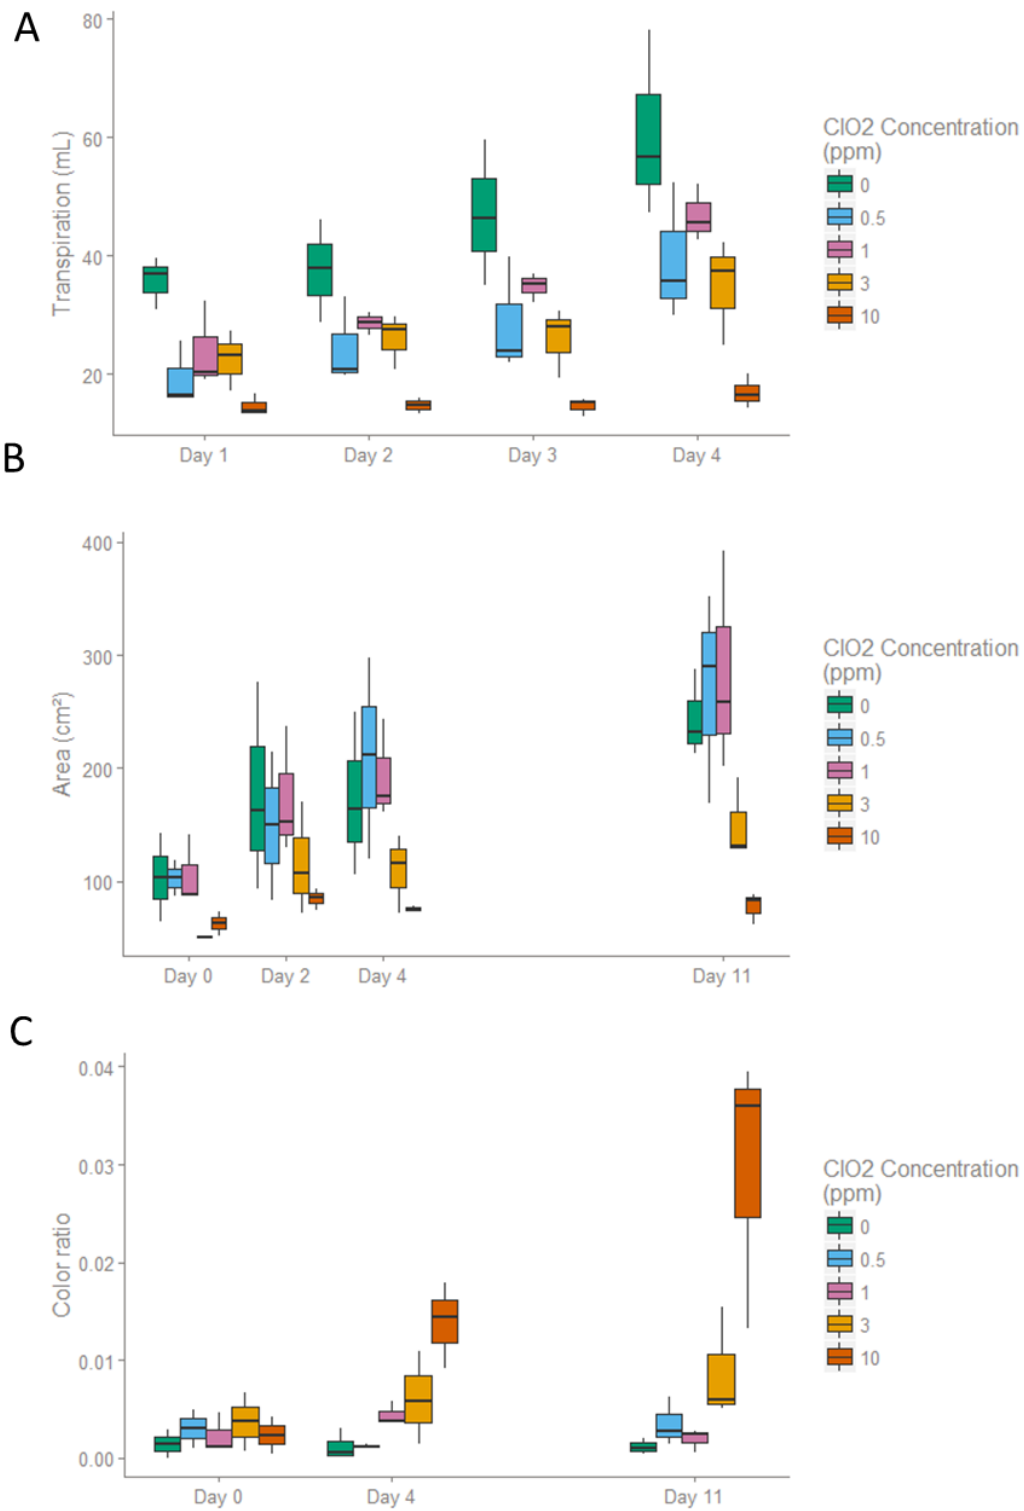 A
80
60
40
20
Transpiration (mL)
Day 1
Day 2
Day 3
Day 4
ClO2 Concentration
(ppm)
0
0.5
1
3
10
B
400
300
200
100
Area (cm²)
Day 0
Day 2
Day 4
Day 11
ClO2 Concentration
(ppm)
0
0.5
1
3
10
C
0.04
0.03
0.02
0.01
0.00
Color ratio
Day 0
Day 4
Day 11
ClO2 Concentration
(ppm)
0
0.5
1
3
10